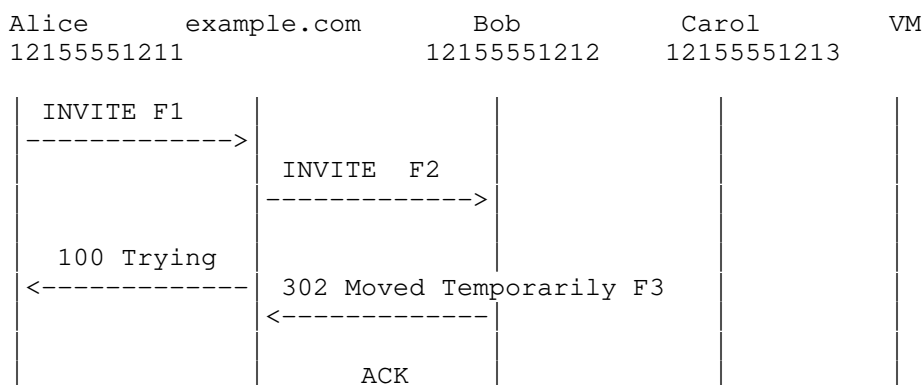 Alice example.com Bob Carol VM
12155551211 12155551212 12155551213
INVITE F1
INVITE F2
100 Trying
302 Moved Temporarily F3
ACK